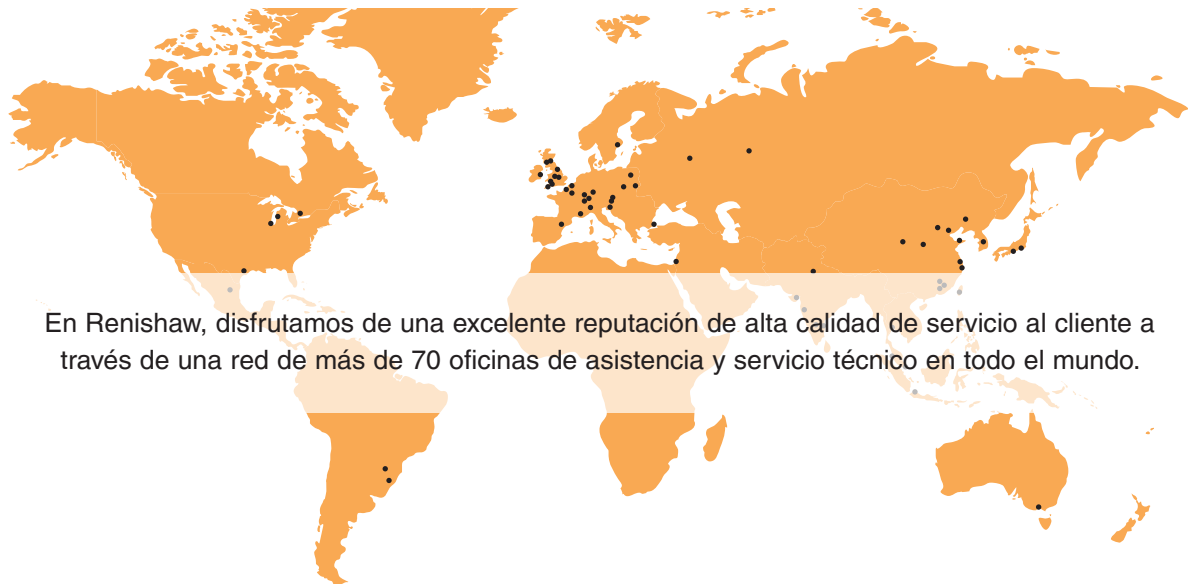 En Renishaw, disfrutamos de una excelente reputación de alta calidad de servicio al cliente a
través de una red de más de 70 oficinas de asistencia y servicio técnico en todo el mundo.